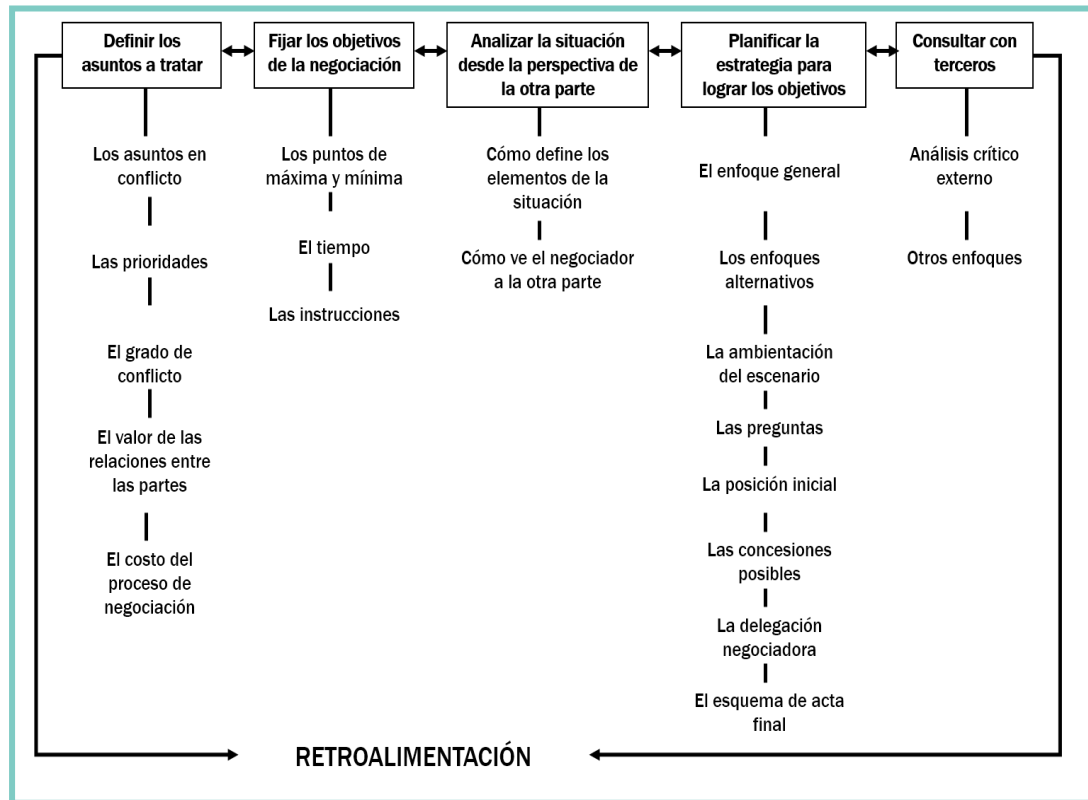 Definir los
asuntos a tratar
Fijar los objetivos
de la negociación
Analizar la situación
desde la perspectiva de
la otra parte
Planificar la
estrategia para
lograr los objetivos
Consultar con
terceros
Los asuntos en
conflicto
Las prioridades
El grado de
conflicto
El valor de las
relaciones entre
las partes
El costo del
proceso de
negociación
Los puntos de
máxima y mínima
El tiempo
Las instrucciones
Cómo define los
elementos de la
situación
Cómo ve el negociador
a la otra parte
El enfoque general
Los enfoques
alternativos
La ambientación
del escenario
Las preguntas
La posición inicial
Las concesiones
posibles
La delegación
negociadora
El esquema de acta
final
Análisis crítico
externo
Otros enfoques
RETROALIMENTACIÓN